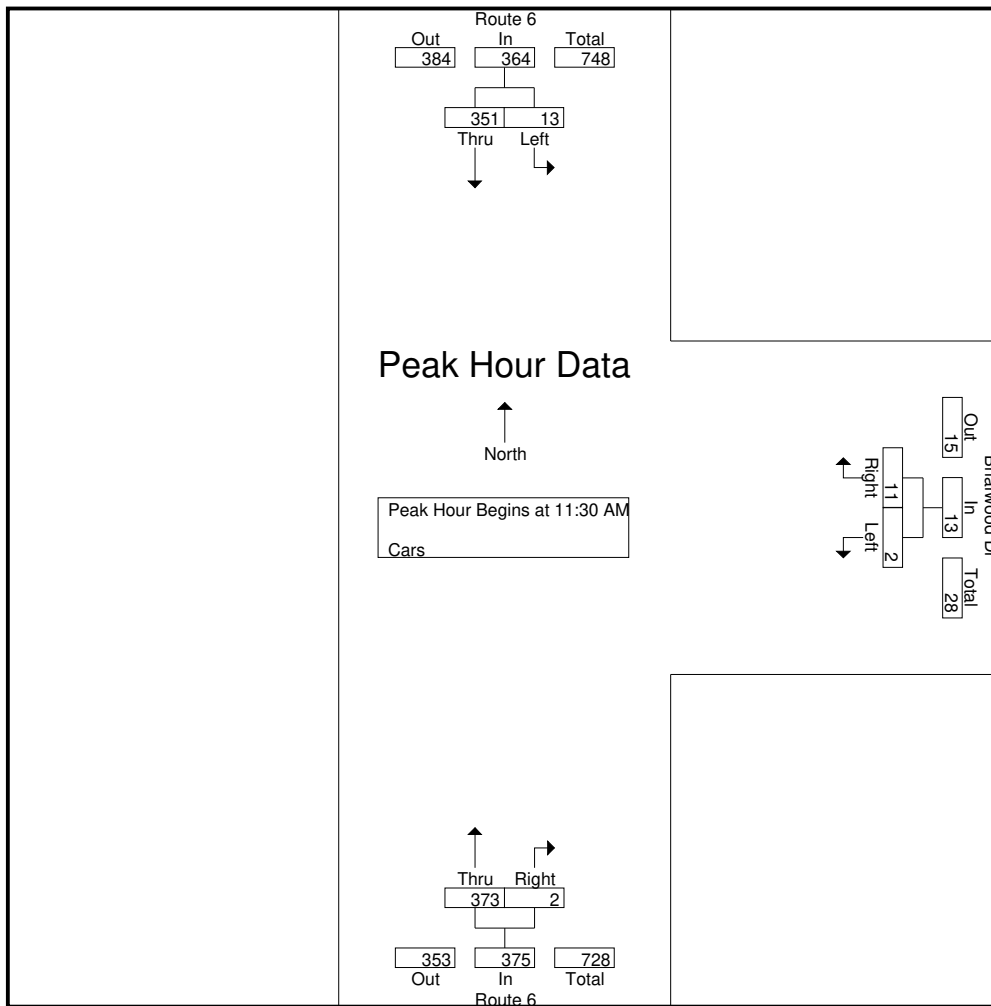 Route 6
Out In Total
384 364 748
351 13
Thru Left
Peak Hour Data
North
Peak Hour Begins at 11:30 AM
Cars
Right Left
11 2
Out In Total
15 13 28
Thru Right
373 2
353 375 728
Out In Total
Route 6